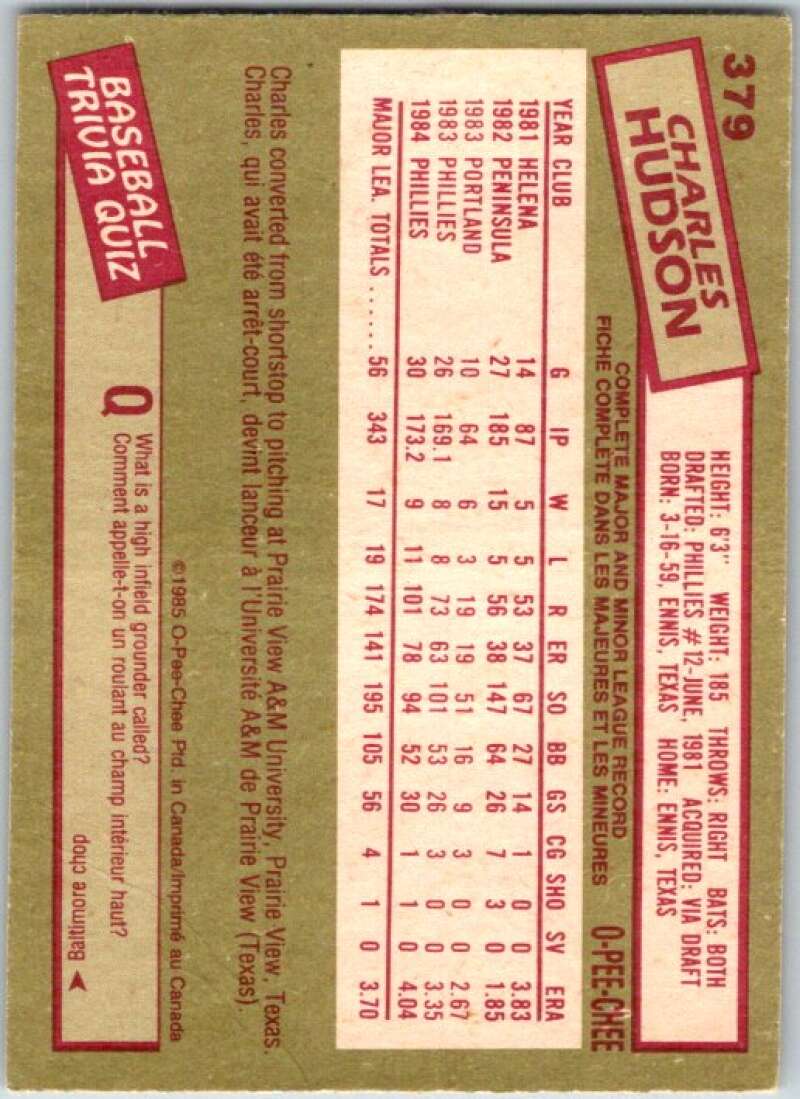 379
CHARLES
HUDSON
HEIGHT: 6'3" WEIGHT: 185 THROWS: RIGHT BATS: BOTH
DRAFTED: PHILLIES #12-JUNE, 1981 ACQUIRED: VIA DRAFT
BORN: 3-16-59, ENNIS, TEXAS HOME: ENNIS, TEXAS
COMPLETE MAJOR AND MINOR LEAGUE RECORD
FICHE COMPLÈTE DANS LES MAJEURES ET LES MINEURES
O-PEE-CHEE
YEAR CLUB G IP W L R ER SO BB GS CG SHO SV ERA
1981 HELENA 14 87 5 5 53 37 67 27 14 1 0 0 3.83
1982 PENINSULA 27 185 15 5 56 38 147 64 26 7 3 0 1.85
1983 PORTLAND 10 64 6 3 19 19 51 16 9 3 0 0 2.67
1983 PHILLIES 26 169.1 8 8 73 63 101 53 26 3 0 0 3.35
1984 PHILLIES 30 173.2 9 11 101 78 94 52 30 1 1 0 4.04
MAJOR LEA. TOTALS ...... 56 343 17 19 174 141 195 105 56 4 1 0 3.70
Charles converted from shortstop to pitching at Prairie View A&M University, Prairie View, Texas.
Charles, qui avait été arrêt-court, devint lanceur à l'Université A&M de Prairie View (Texas).
©1985 O-Pee-Chee Ptd. in Canada/Imprimé au Canada
BASEBALL
TRIVIA QUIZ
Q What is a high infield grounder called?
Comment appelle-t-on un roulant au champ intérieur haut?
Baltimore chop